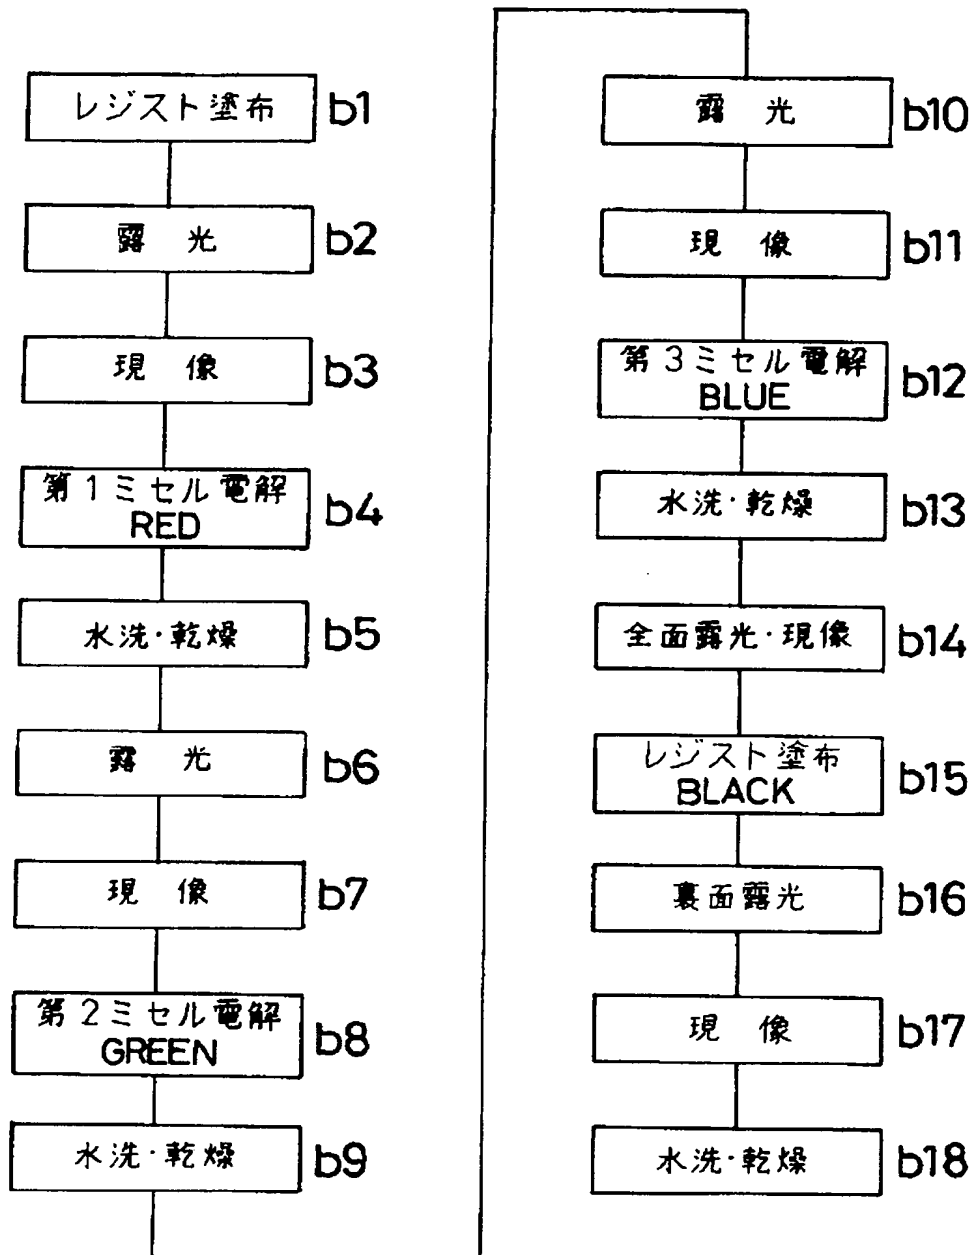 レジスト塗布 b1
露光 b2
現像 b3
第1ミセル電解
RED b4
水洗・乾燥 b5
露光 b6
現像 b7
第2ミセル電解
GREEN b8
水洗・乾燥 b9
露光 b10
現像 b11
第3ミセル電解
BLUE b12
水洗・乾燥 b13
全面露光・現像 b14
レジスト塗布
BLACK b15
裏面露光 b16
現像 b17
水洗・乾燥 b18